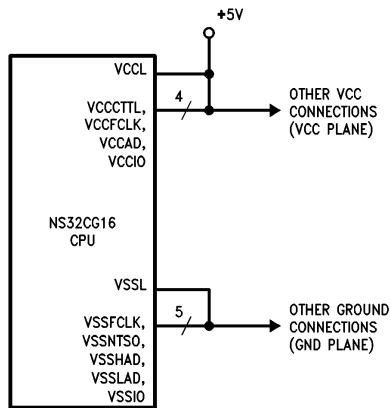 +5V
VCCL
VCCCTTL,
VCCFCLK,
VCCAD,
VCCIO
4
OTHER VCC
CONNECTIONS
(VCC PLANE)
NS32CG16
CPU
VSSL
VSSFCLK,
VSSNTSO,
VSSHAD,
VSSLAD,
VSSIO
5
OTHER GROUND
CONNECTIONS
(GND PLANE)